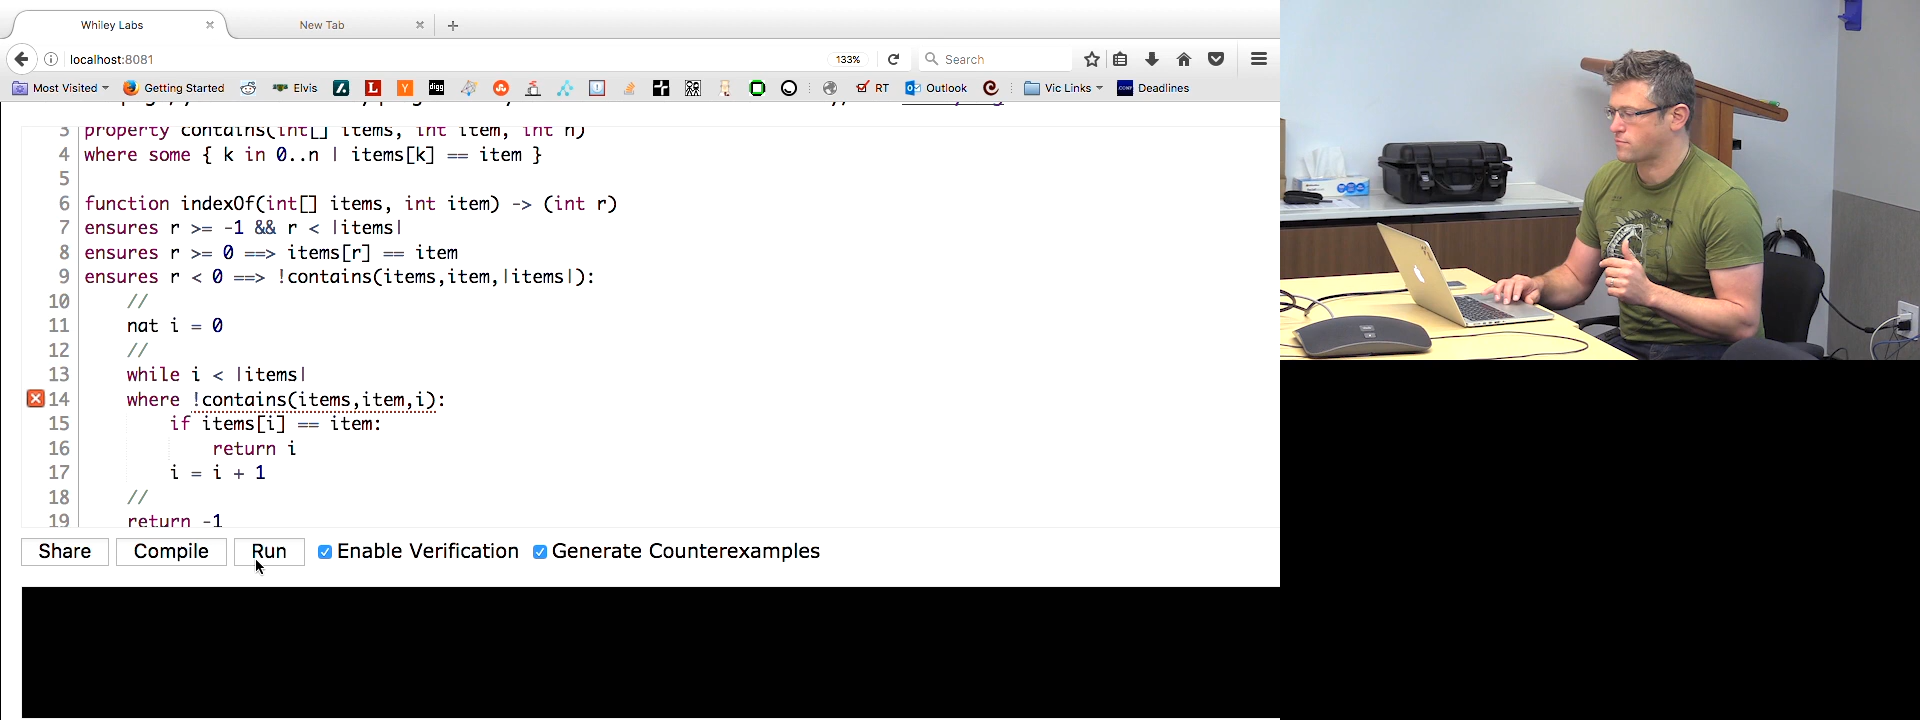 Whiley Labs
New Tab
localhost:8081
133%
Search
Most Visited
Getting Started
Elvis
digg
RT
Outlook
Vic Links
Deadlines
3 property contains(int[] items, int item, int n)
4 where some { k in 0..n | items[k] == item }
5
6 function indexOf(int[] items, int item) -> (int r)
7 ensures r >= -1 && r < |items|
8 ensures r >= 0 ==> items[r] == item
9 ensures r < 0 ==> !contains(items,item,|items|):
10 //
11 nat i = 0
12 //
13 while i < |items|
14 where !contains(items,item,i):
15 if items[i] == item:
16 return i
17 i = i + 1
18 //
19 return -1
Share Compile Run Enable Verification Generate Counterexamples